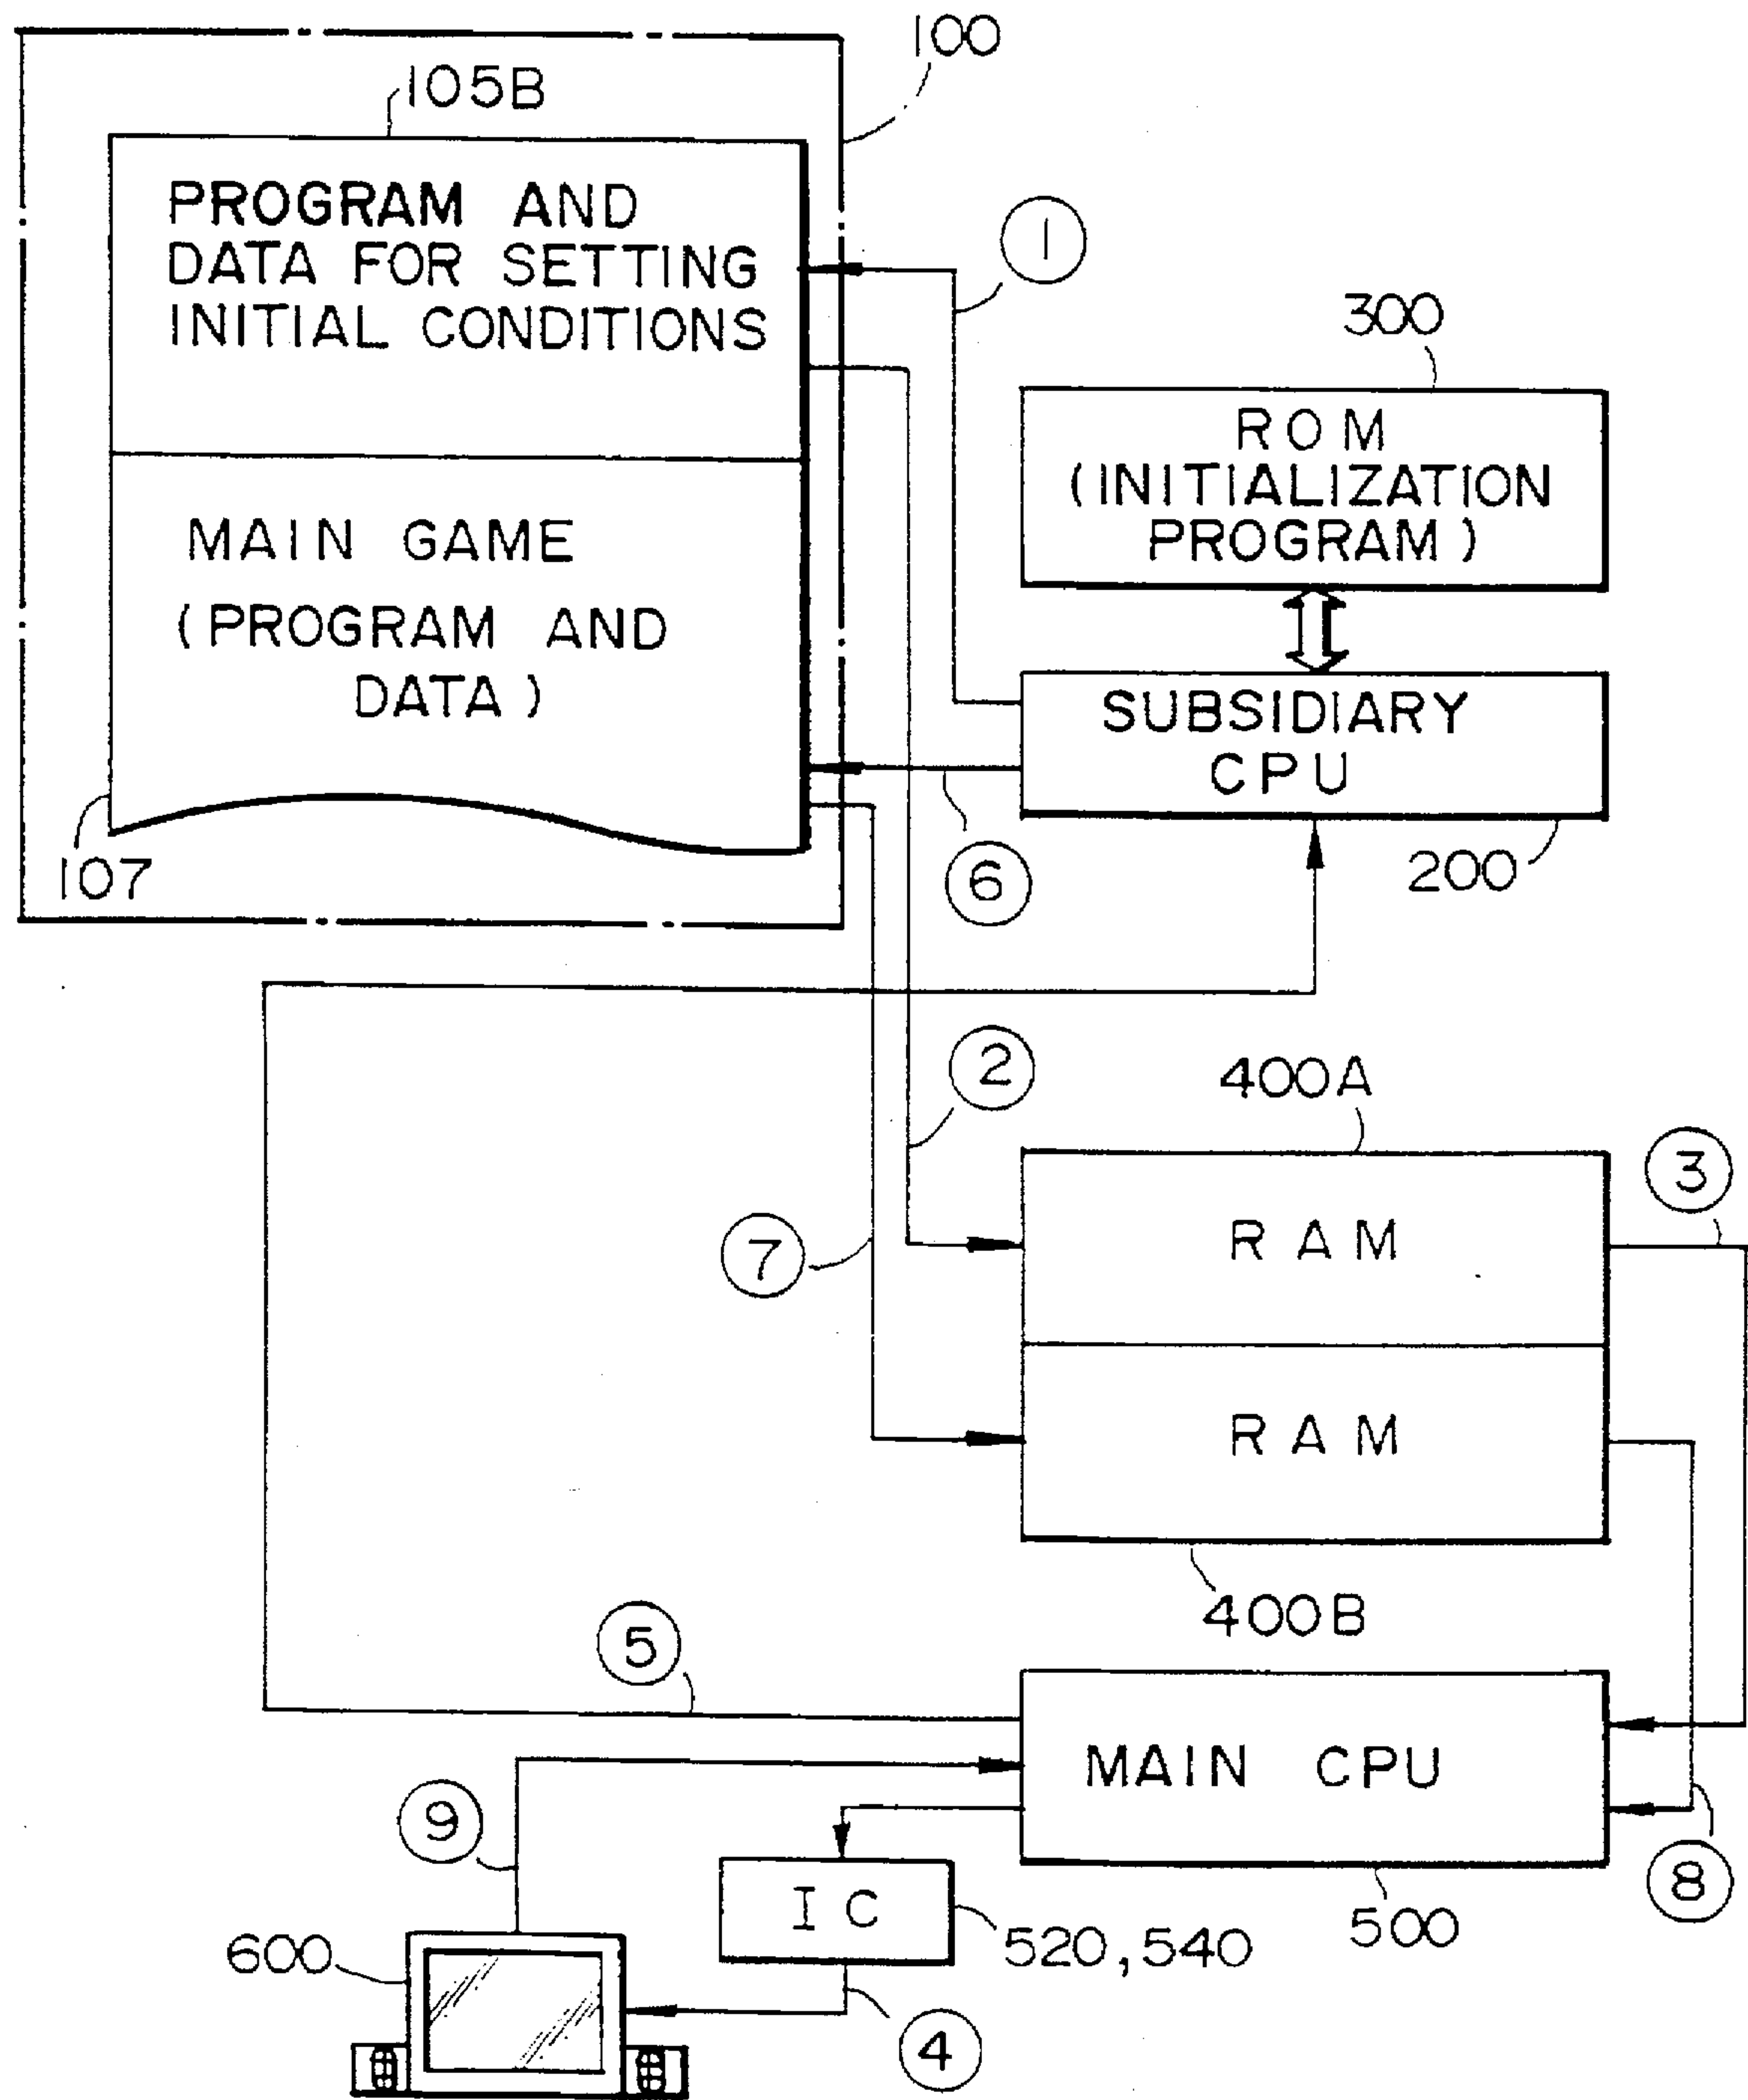 100
105B
PROGRAM AND
DATA FOR SETTING
INITIAL CONDITIONS
1
300
ROM
(INITIALIZATION
PROGRAM)
MAIN GAME
(PROGRAM AND
DATA)
SUBSIDIARY
CPU
107
6
200
2
400A
3
RAM
7
RAM
400B
5
MAIN CPU
9
8
IC
500
600
520,540
4